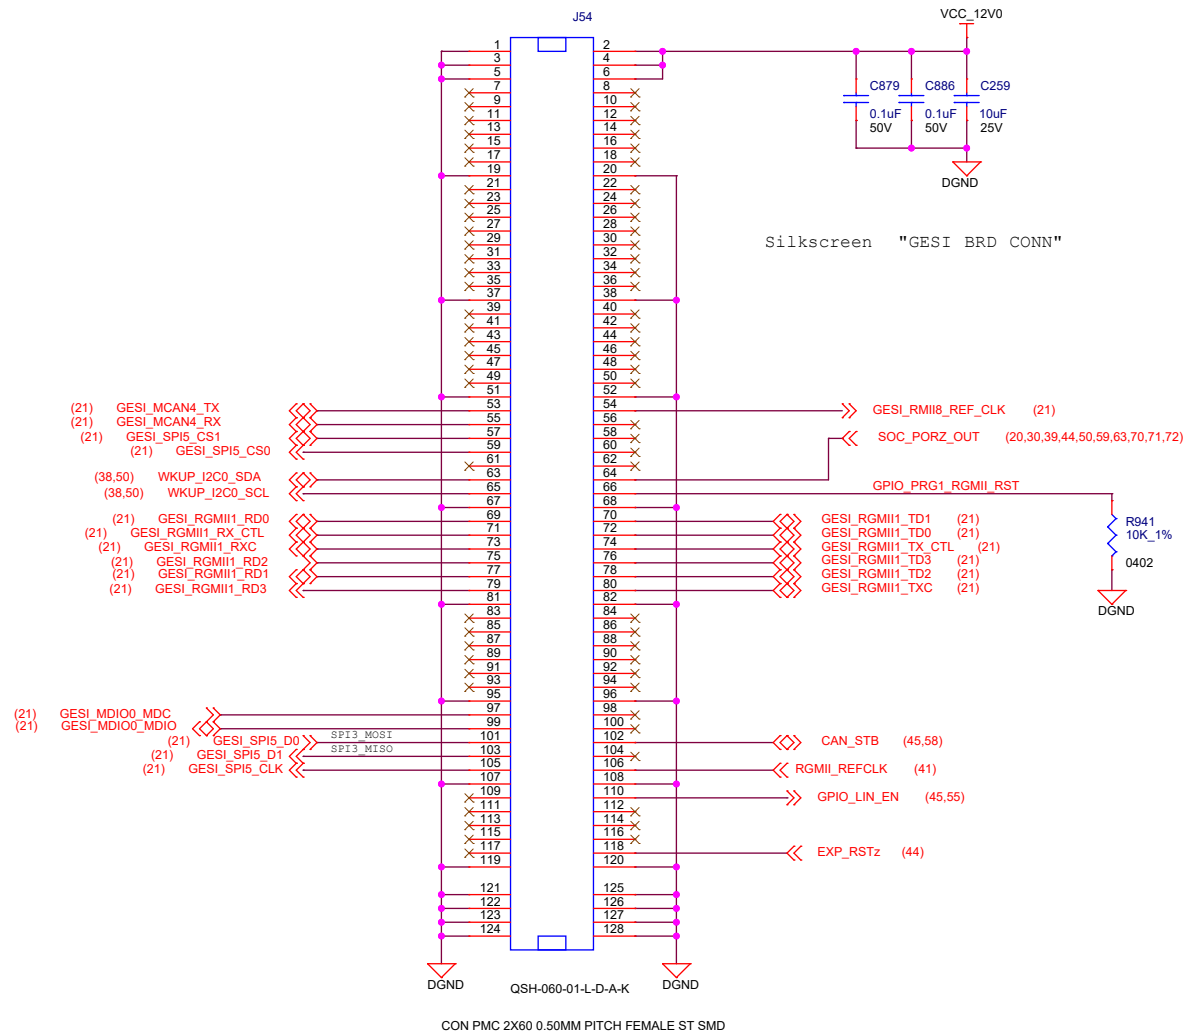 J54
VCC_12V0
1 2
3 4
5 6
7 8
9 10
11 12
13 14
15 16
17 18
19 20
21 22
23 24
25 26
27 28
29 30
31 32
33 34
35 36
37 38
39 40
41 42
43 44
45 46
47 48
49 50
51 52
53 54
55 56
57 58
59 60
61 62
63 64
65 66
67 68
69 70
71 72
73 74
75 76
77 78
79 80
81 82
83 84
85 86
87 88
89 90
91 92
93 94
95 96
97 98
99 100
101 102
103 104
105 106
107 108
109 110
111 112
113 114
115 116
117 118
119 120
121 125
122 126
123 127
124 128
C879 C886 C259
0.1uF 0.1uF 10uF
50V 50V 25V
DGND
Silkscreen "GESI BRD CONN"
(21) GESI_MCAN4_TX
(21) GESI_MCAN4_RX
(21) GESI_SPI5_CS1
(21) GESI_SPI5_CS0
(38,50) WKUP_I2C0_SDA
(38,50) WKUP_I2C0_SCL
(21) GESI_RGMII1_RD0
(21) GESI_RGMII1_RX_CTL
(21) GESI_RGMII1_RXC
(21) GESI_RGMII1_RD2
(21) GESI_RGMII1_RD1
(21) GESI_RGMII1_RD3
(21) GESI_MDIO0_MDC
(21) GESI_MDIO0_MDIO
(21) GESI_SPI5_D0 SPI3_MOSI
(21) GESI_SPI5_D1 SPI3_MISO
(21) GESI_SPI5_CLK
GESI_RMII8_REF_CLK (21)
SOC_PORZ_OUT (20,30,39,44,50,59,63,70,71,72)
GPIO_PRG1_RGMII_RST
R941
10K_1%
0402
DGND
GESI_RGMII1_TD1 (21)
GESI_RGMII1_TD0 (21)
GESI_RGMII1_TX_CTL (21)
GESI_RGMII1_TD3 (21)
GESI_RGMII1_TD2 (21)
GESI_RGMII1_TXC (21)
CAN_STB (45,58)
RGMII_REFCLK (41)
GPIO_LIN_EN (45,55)
EXP_RSTz (44)
DGND DGND
QSH-060-01-L-D-A-K
CON PMC 2X60 0.50MM PITCH FEMALE ST SMD